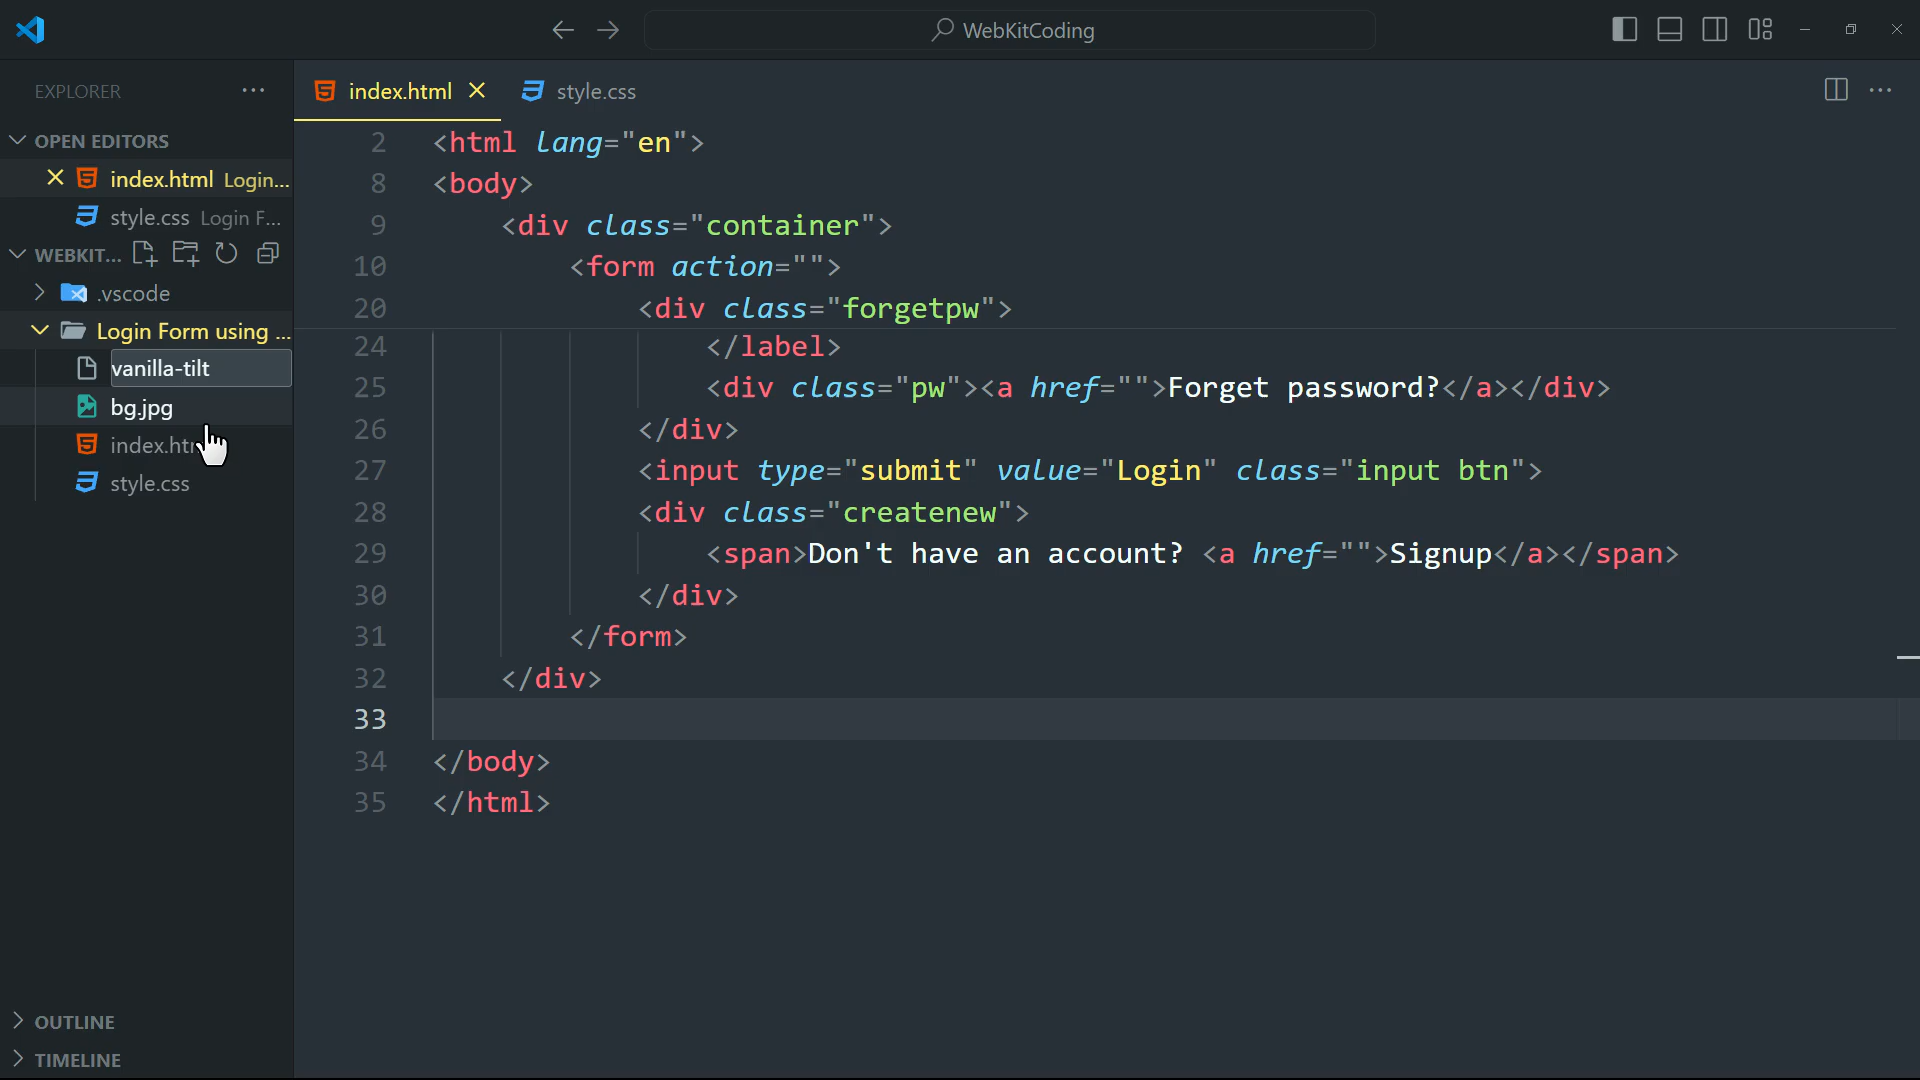 WebKitCoding
EXPLORER
index.html
style.css
OPEN EDITORS
index.html Login...
style.css Login F...
WEBKIT...
.vscode
Login Form using ...
vanilla-tilt
bg.jpg
style.css
OUTLINE
TIMELINE
2 <html lang="en">
8 <body>
9 <div class="container">
10 <form action="">
20 <div class="forgetpw">
24 </label>
25 <div class="pw"><a href="">Forget password?</a></div>
26 </div>
27 <input type="submit" value="Login" class="input btn">
28 <div class="createnew">
29 <span>Don't have an account? <a href="">Signup</a></span>
30 </div>
31 </form>
32 </div>
33
34 </body>
35 </html>